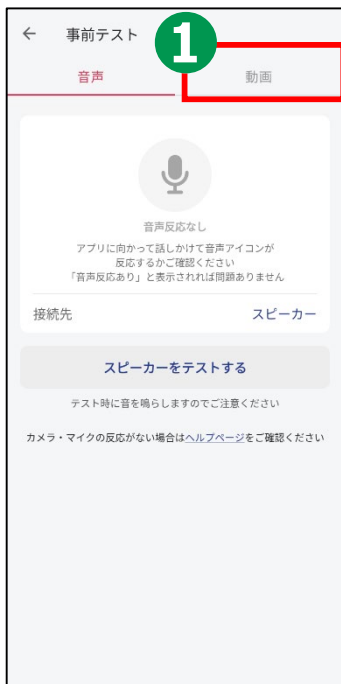 ← 事前テスト
1
音声 動画
音声反応なし
アプリに向かって話しかけて音声アイコンが
反応するかご確認ください
「音声反応あり」と表示されれば問題ありません
接続先 スピーカー
スピーカーをテストする
テスト時に音を鳴らしますのでご注意ください
カメラ・マイクの反応がない場合はヘルプページをご確認ください